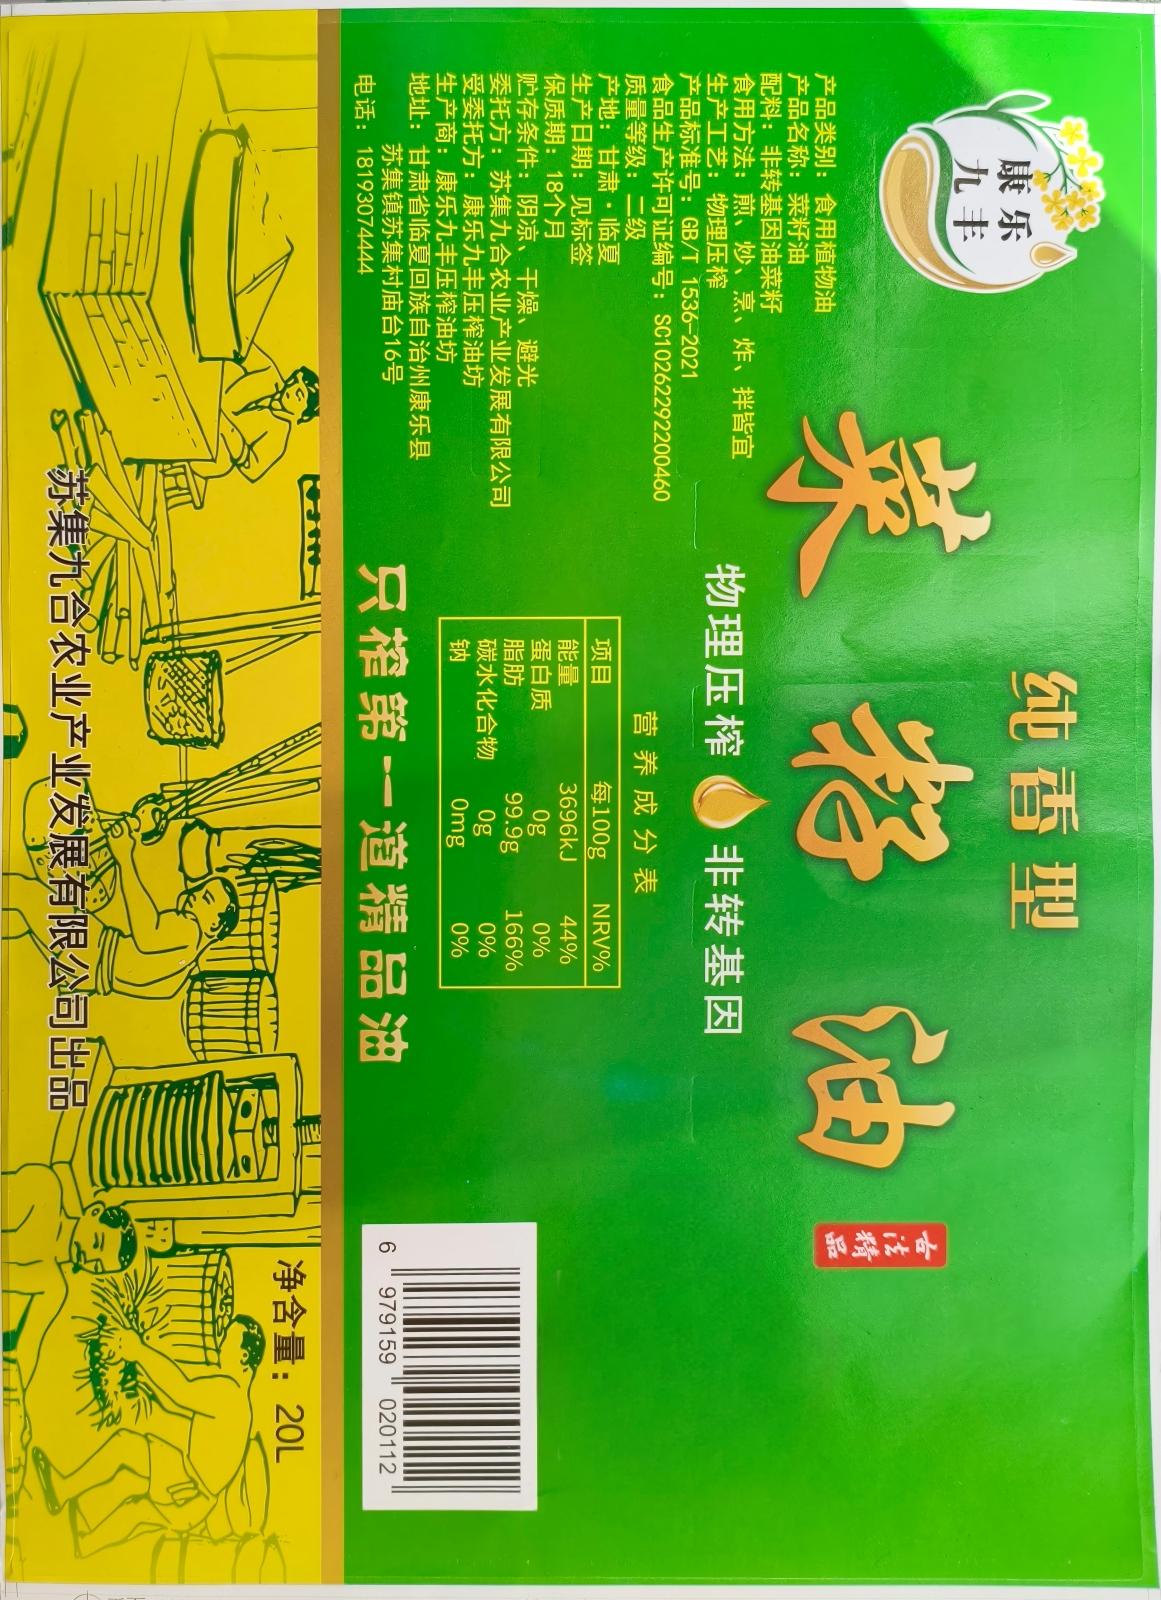 康乐
九丰
纯香型
菜籽油
古法
精品
物理压榨 非转基因
产品类别：食用植物油
产品名称：菜籽油
配料：非转基因油菜籽
食用方法：煎、炒、烹、炸、拌皆宜
生产工艺：物理压榨
产品标准号：GB/T 1536-2021
食品生产许可证编号：SC10262292200460
质量等级：二级
产地：甘肃·临夏
生产日期：见标签
保质期：18个月
贮存条件：阴凉、干燥、避光
委托方：苏集九合农业产业发展有限公司
受委托方：康乐九丰压榨油坊
生产商：康乐九丰压榨油坊
地址：甘肃省临夏回族自治州康乐县
苏集镇苏集村庙台16号
电话：18193074444
营养成分表
项目 每100g NRV%
能量 3696kJ 44%
蛋白质 0g 0%
脂肪 99.9g 166%
碳水化合物 0g 0%
钠 0mg 0%
只榨第一道精品油
6 979159 020112
净含量：20L
苏集九合农业产业发展有限公司出品